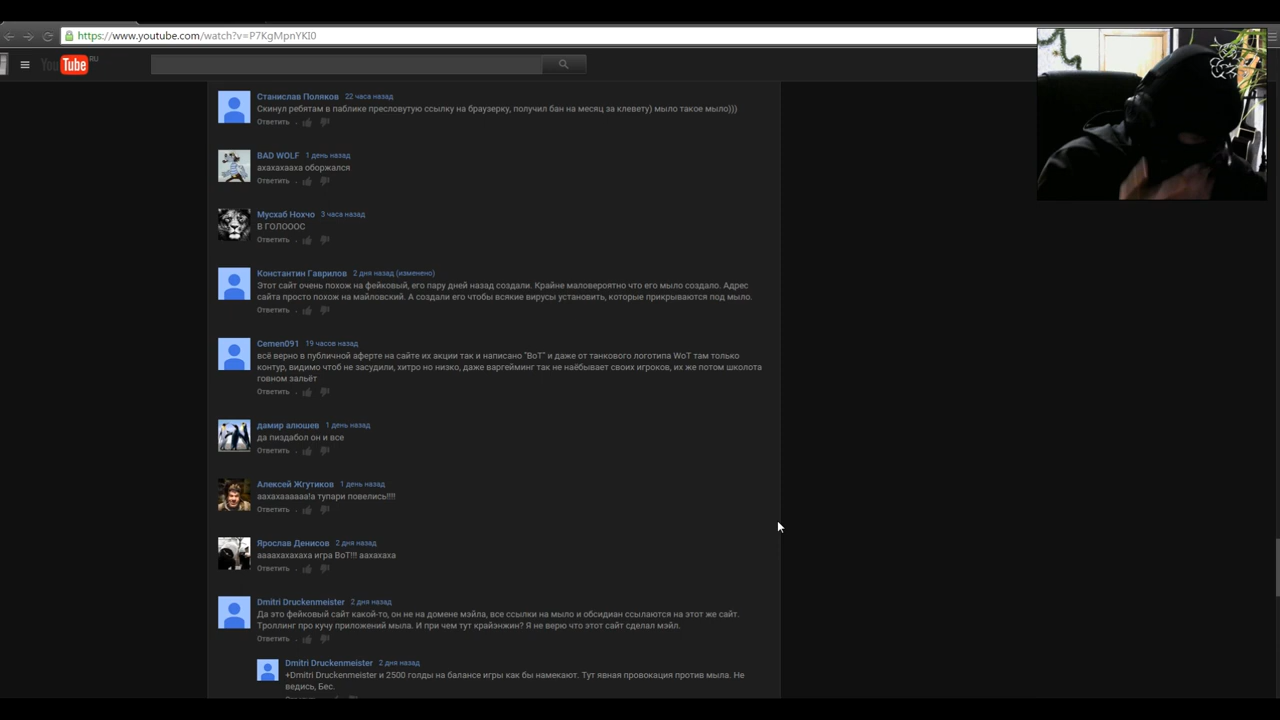 https://www.youtube.com/watch?v=P7KgMpnYKI0
YouTube RU
Станислав Поляков 22 часа назад
Скинул ребятам в паблике пресловутую ссылку на браузерку, получил бан на месяц за клевету) мыло такое мыло)))
Ответить
BAD WOLF 1 день назад
ахахахааха оборжался
Ответить
Мусхаб Нохчо 3 часа назад
В ГОЛОООС
Ответить
Константин Гаврилов 2 дня назад (изменено)
Этот сайт очень похож на фейковый, его пару дней назад создали. Крайне маловероятно что его мыло создало. Адрес
сайта просто похож на майловский. А создали его чтобы всякие вирусы установить, которые прикрываются под мыло.
Ответить
Cemen091 19 часов назад
всё верно в публичной аферте на сайте их акции так и написано "ВоТ" и даже от танкового логотипа WoT там только
контур, видимо чтоб не засудили, хитро но низко, даже варгейминг так не наёбывает своих игроков, их же потом школота
говном зальёт
Ответить
дамир алюшев 1 день назад
да пиздабол он и все
Ответить
Алексей Жгутиков 1 день назад
аахахаааааа!а тупари повелись!!!!
Ответить
Ярослав Денисов 2 дня назад
аааахахахаха игра ВоТ!!! аахахаха
Ответить
Dmitri Druckenmeister 2 дня назад
Да это фейковый сайт какой-то, он не на домене мэйла, все ссылки на мыло и обсидиан ссылаются на этот же сайт.
Троллинг про кучу приложений мыла. И при чем тут крайэнжин? Я не верю что этот сайт сделал мэйл.
Ответить
Dmitri Druckenmeister 2 дня назад
+Dmitri Druckenmeister и 2500 голды на балансе игры как бы намекают. Тут явная провокация против мыла. Не
ведись, Бес.